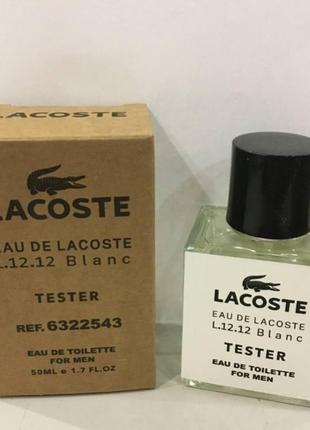 LACOSTE
EAU DE LACOSTE
L.12.12 Blanc
TESTER
REF. 6322543
EAU DE TOILETTE
FOR MEN
50ML e 1.7 FL.OZ
LACOSTE
EAU DE LACOSTE
L.12.12 Blanc
TESTER
EAU DE TOILETTE
FOR MEN